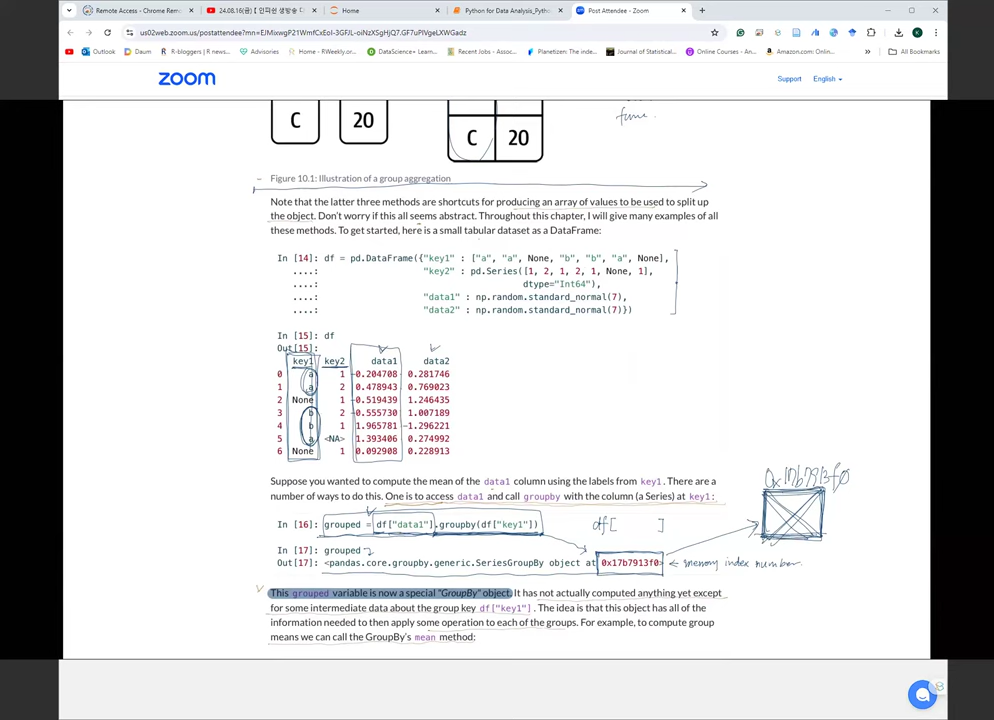 Remote Access - Chrome Remo
24.08.16(금) [ 인피쉰 생방송 디
Home
Python for Data Analysis_Pytho
Post Attendee - Zoom
us02web.zoom.us/postattendee?mn=
Outlook
Daum
R-bloggers | R news...
Advisories
Home - RWeekly.or...
DataScience+ Learn...
Recent Jobs - Assoc...
Planetizen: The inde...
Journal of Statistical...
Online Courses - An...
Amazon.com: Onlin...
All Bookmarks
zoom
Support
English
func.
C 20
C 20
Figure 10.1: Illustration of a group aggregation
Note that the latter three methods are shortcuts for producing an array of values to be used to split up
the object. Don't worry if this all seems abstract. Throughout this chapter, I will give many examples of all
these methods. To get started, here is a small tabular dataset as a DataFrame:
In [14]: df = pd.DataFrame({"key1" : ["a", "a", None, "b", "b", "a", None],
....: "key2" : pd.Series([1, 2, 1, 2, 1, None, 1],
....: dtype="Int64"),
....: "data1" : np.random.standard_normal(7),
....: "data2" : np.random.standard_normal(7)})
In [15]: df
Out[15]:
key1 key2 data1 data2
0 a 1 -0.204708 0.281746
1 a 2 0.478943 0.769023
2 None 1 -0.519439 1.246435
3 b 2 -0.555730 1.007189
4 b 1 1.965781 -1.296221
5 a <NA> 1.393406 0.274992
6 None 1 0.092908 0.228913
Suppose you wanted to compute the mean of the data1 column using the labels from key1. There are a
number of ways to do this. One is to access data1 and call groupby with the column (a Series) at key1:
0x17b7913f0
In [16]: grouped = df["data1"].groupby(df["key1"])
df[ ]
In [17]: grouped
Out[17]: <pandas.core.groupby.generic.SeriesGroupBy object at 0x17b7913f0>
← memory index number.
This grouped variable is now a special "GroupBy" object. It has not actually computed anything yet except
for some intermediate data about the group key df["key1"]. The idea is that this object has all of the
information needed to then apply some operation to each of the groups. For example, to compute group
means we can call the GroupBy's mean method: